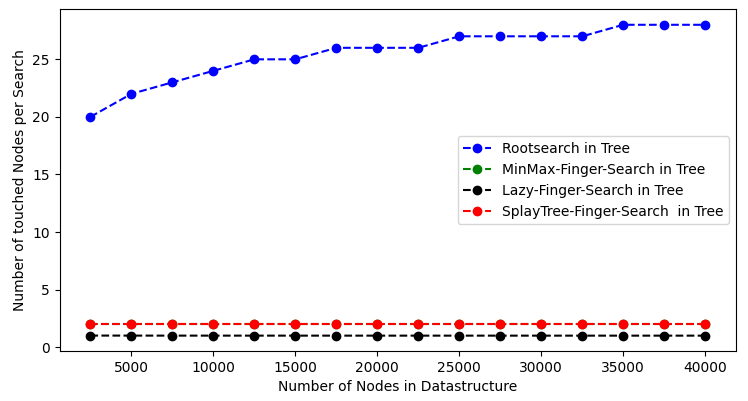 Number of touched Nodes per Search
25
20
15
10
5
0
Rootsearch in Tree
MinMax-Finger-Search in Tree
Lazy-Finger-Search in Tree
SplayTree-Finger-Search  in Tree
5000 10000 15000 20000 25000 30000 35000 40000
Number of Nodes in Datastructure